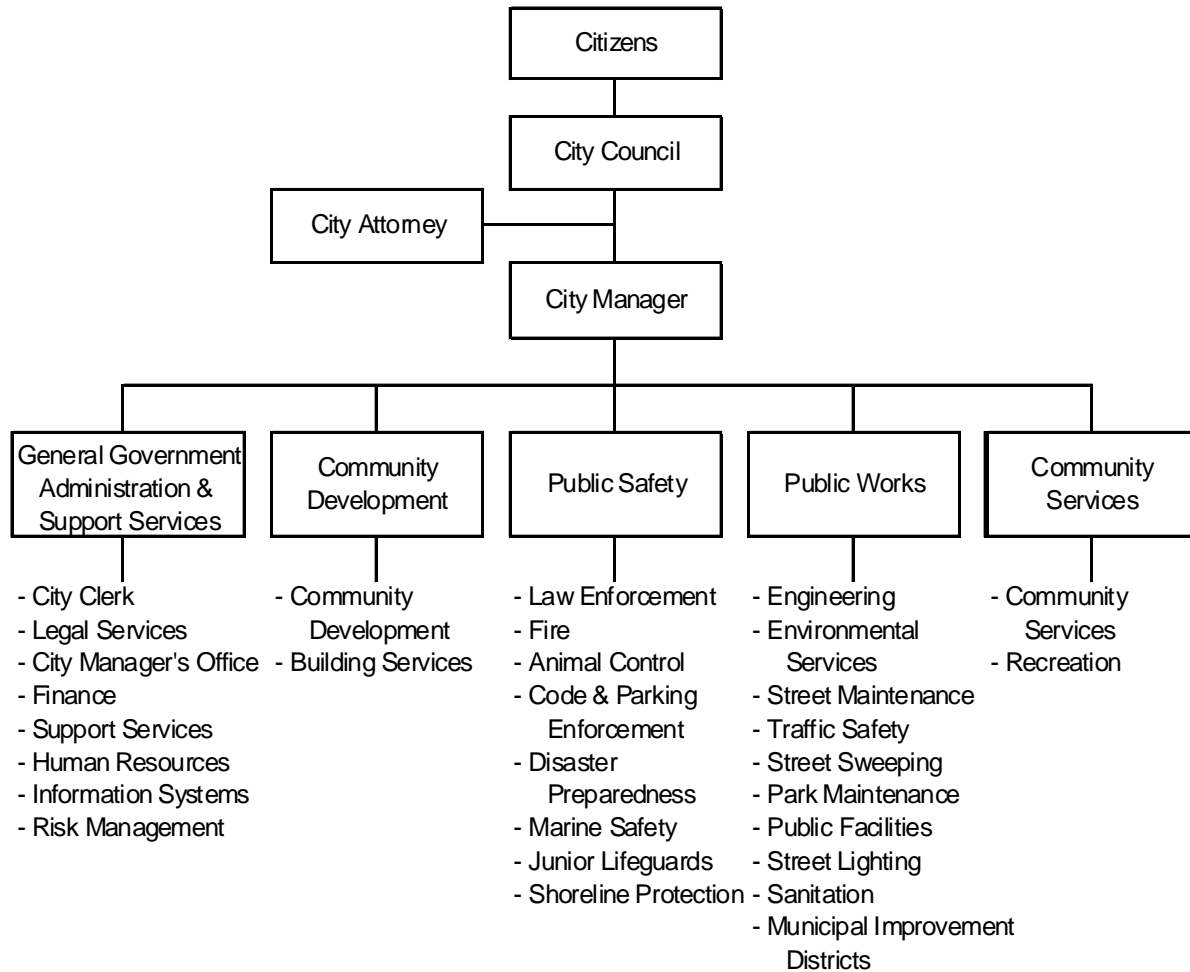 Citizens
City Council
City Attorney
City Manager
General Government
Administration &
Support Services
Community
Development
Public Safety
Public Works
Community
Services
- City Clerk
- Legal Services
- City Manager's Office
- Finance
- Support Services
- Human Resources
- Information Systems
- Risk Management
- Community
Development
- Building Services
- Law Enforcement
- Fire
- Animal Control
- Code & Parking
Enforcement
- Disaster
Preparedness
- Marine Safety
- Junior Lifeguards
- Shoreline Protection
- Engineering
- Environmental
Services
- Street Maintenance
- Traffic Safety
- Street Sweeping
- Park Maintenance
- Public Facilities
- Street Lighting
- Sanitation
- Municipal Improvement
Districts
- Community
Services
- Recreation